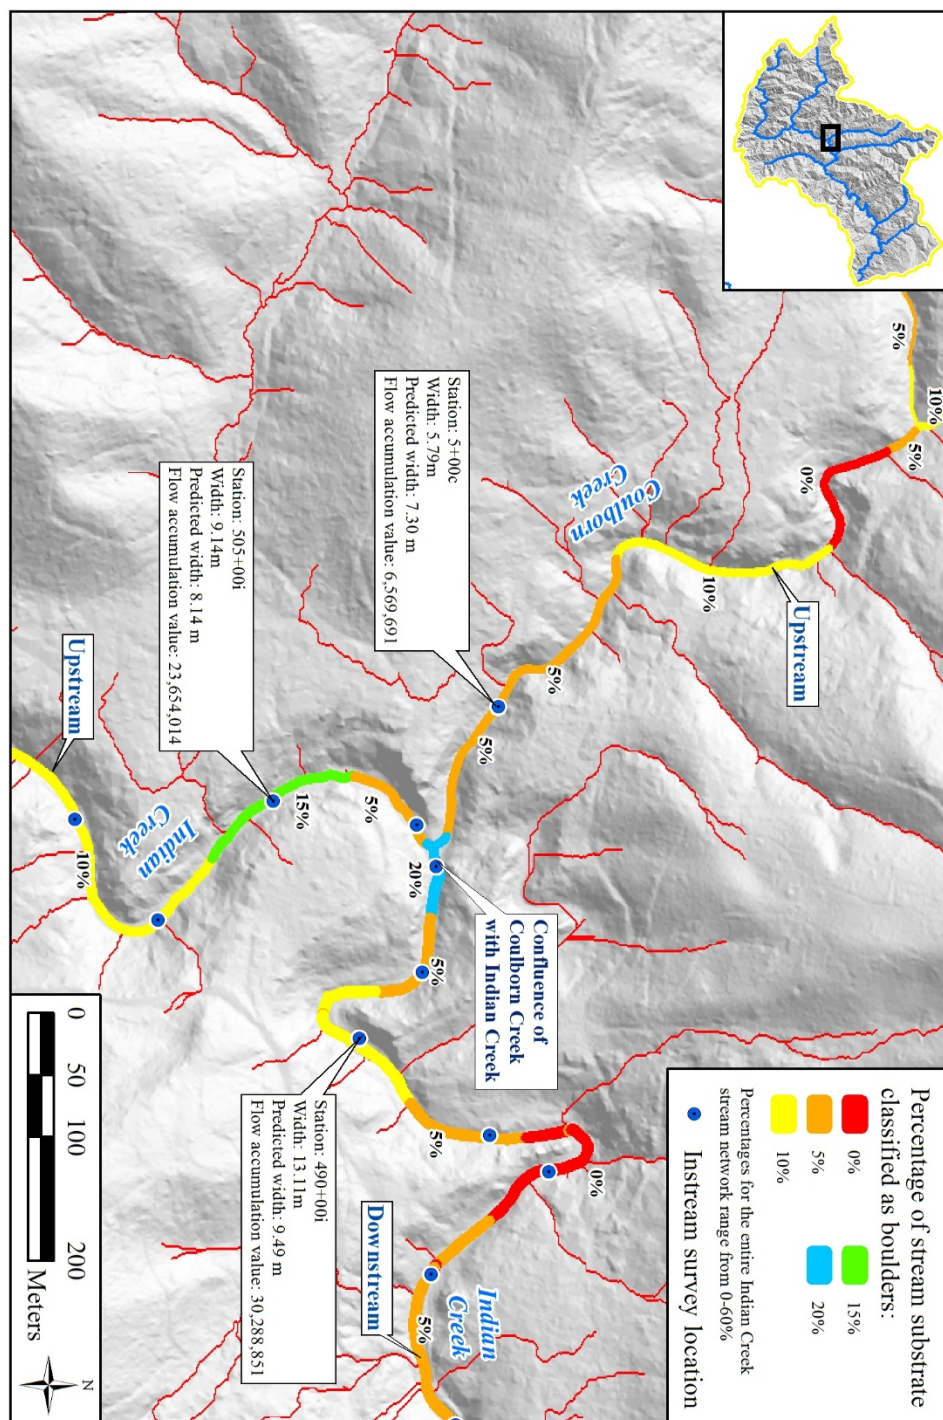 Percentage of stream substrate
classified as boulders:
0%
5%
10%
15%
20%
Percentages for the entire Indian Creek
stream network range from 0-60%
Instream survey location
5%
10%
5%
0%
10%
Upstream
Coulborn
Creek
5%
5%
Station: 5+00c
Width: 5.79m
Predicted width: 7.30 m
Flow accumulation value: 6,569,691
Confluence of
Coulborn Creek
with Indian Creek
20%
5%
15%
Station: 505+00i
Width: 9.14m
Predicted width: 8.14 m
Flow accumulation value: 23,654,014
Upstream
Indian
Creek
10%
5%
Station: 490+00i
Width: 13.11m
Predicted width: 9.49 m
Flow accumulation value: 30,288,851
5%
0%
Indian
Creek
5%
Downstream
0 50 100 200
Meters
N